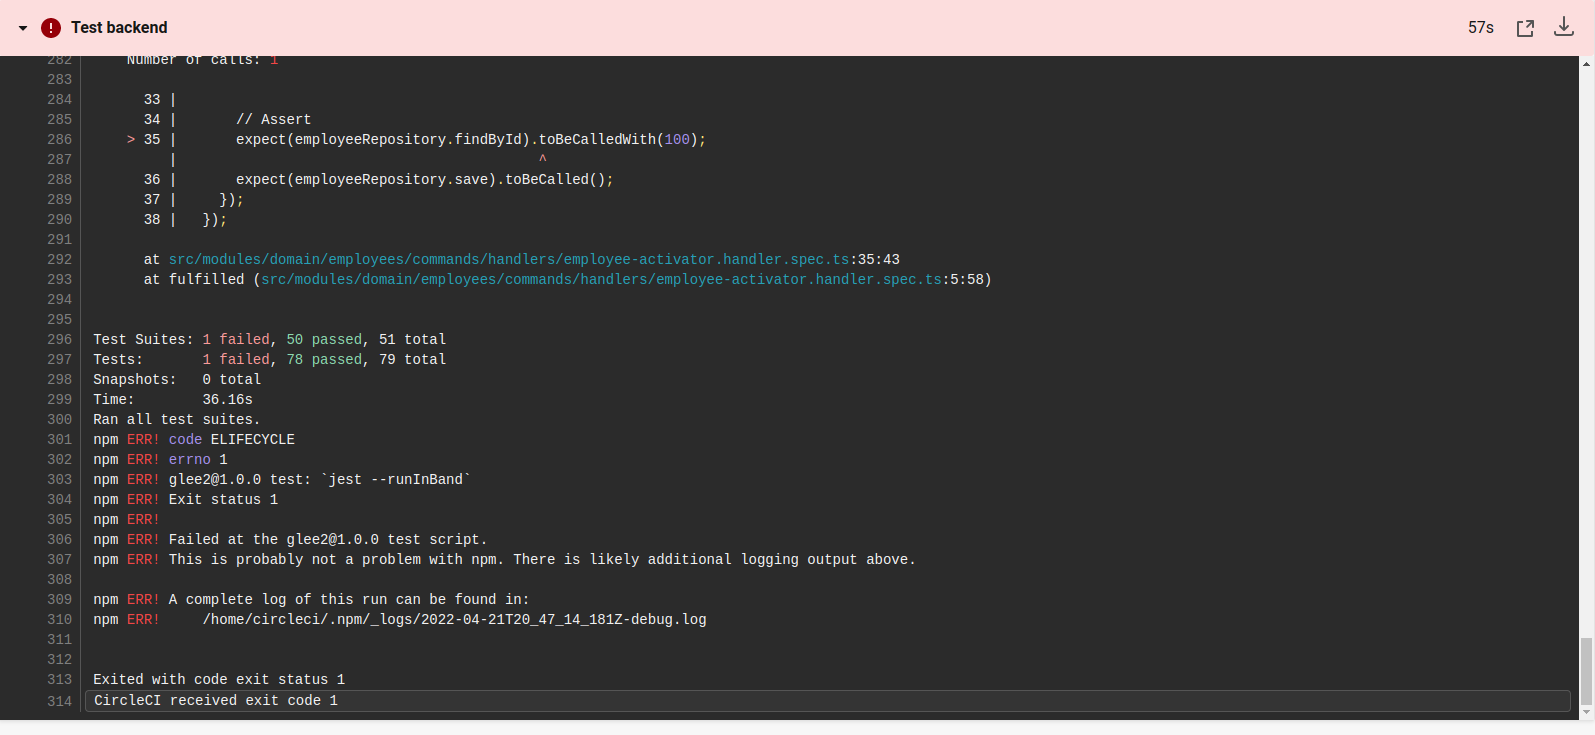 Test backend 57s
282 Number of calls: 1
283
284 33 |
285 34 | // Assert
286 > 35 | expect(employeeRepository.findById).toBeCalledWith(100);
287 | ^
288 36 | expect(employeeRepository.save).toBeCalled();
289 37 | });
290 38 | });
291
292 at src/modules/domain/employees/commands/handlers/employee-activator.handler.spec.ts:35:43
293 at fulfilled (src/modules/domain/employees/commands/handlers/employee-activator.handler.spec.ts:5:58)
294
295
296 Test Suites: 1 failed, 50 passed, 51 total
297 Tests: 1 failed, 78 passed, 79 total
298 Snapshots: 0 total
299 Time: 36.16s
300 Ran all test suites.
301 npm ERR! code ELIFECYCLE
302 npm ERR! errno 1
303 npm ERR! glee2@1.0.0 test: `jest --runInBand`
304 npm ERR! Exit status 1
305 npm ERR!
306 npm ERR! Failed at the glee2@1.0.0 test script.
307 npm ERR! This is probably not a problem with npm. There is likely additional logging output above.
308
309 npm ERR! A complete log of this run can be found in:
310 npm ERR! /home/circleci/.npm/_logs/2022-04-21T20_47_14_181Z-debug.log
311
312
313 Exited with code exit status 1
314 CircleCI received exit code 1